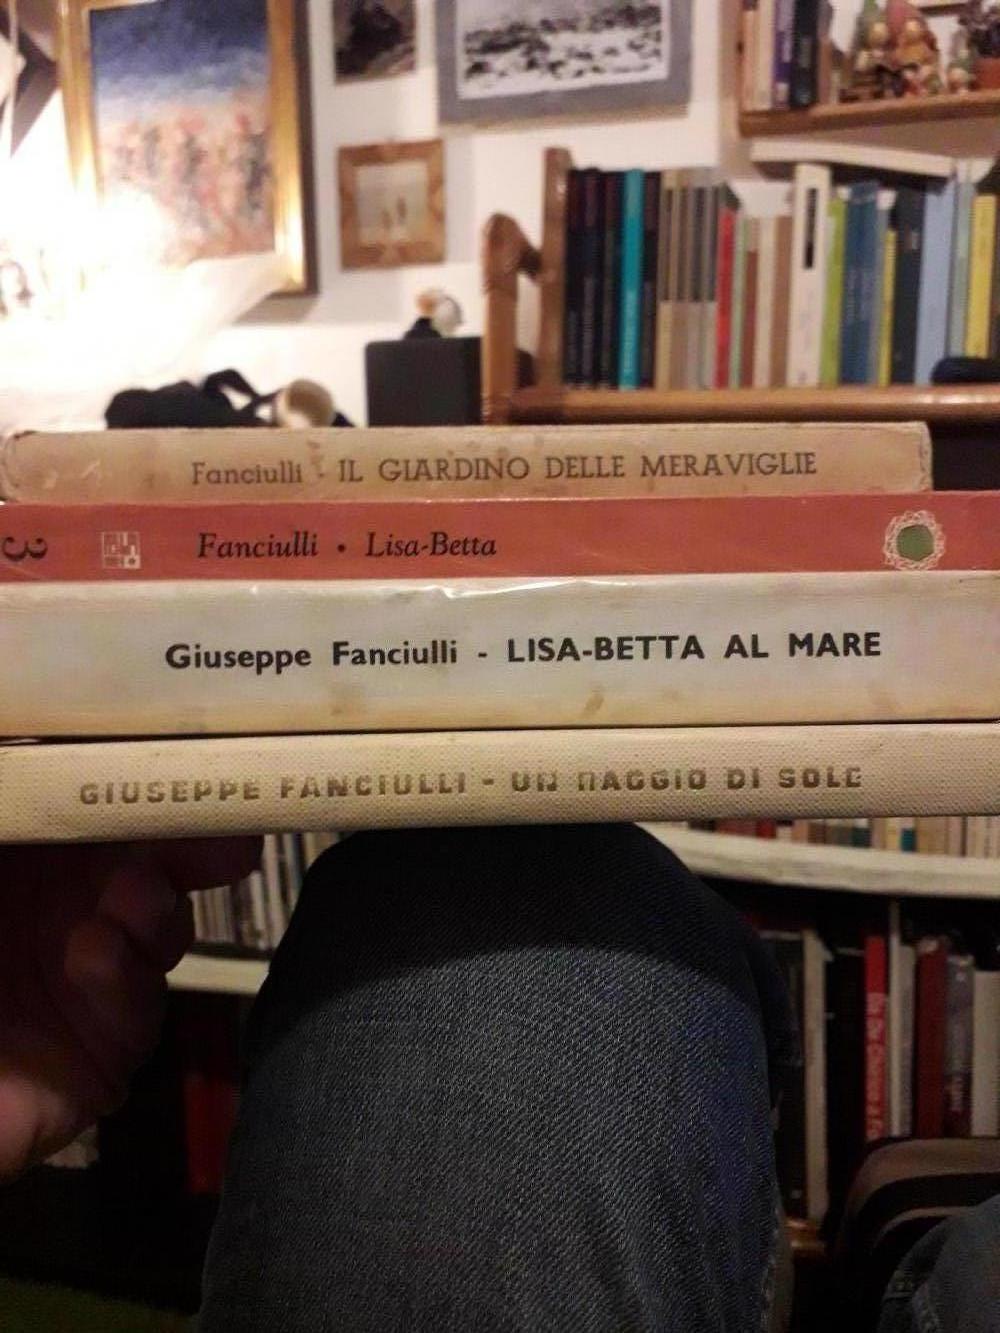 Fanciulli - IL GIARDINO DELLE MERAVIGLIE
3 Fanciulli • Lisa-Betta
Giuseppe Fanciulli - LISA-BETTA AL MARE
GIUSEPPE FANCIULLI - UN RAGGIO DI SOLE